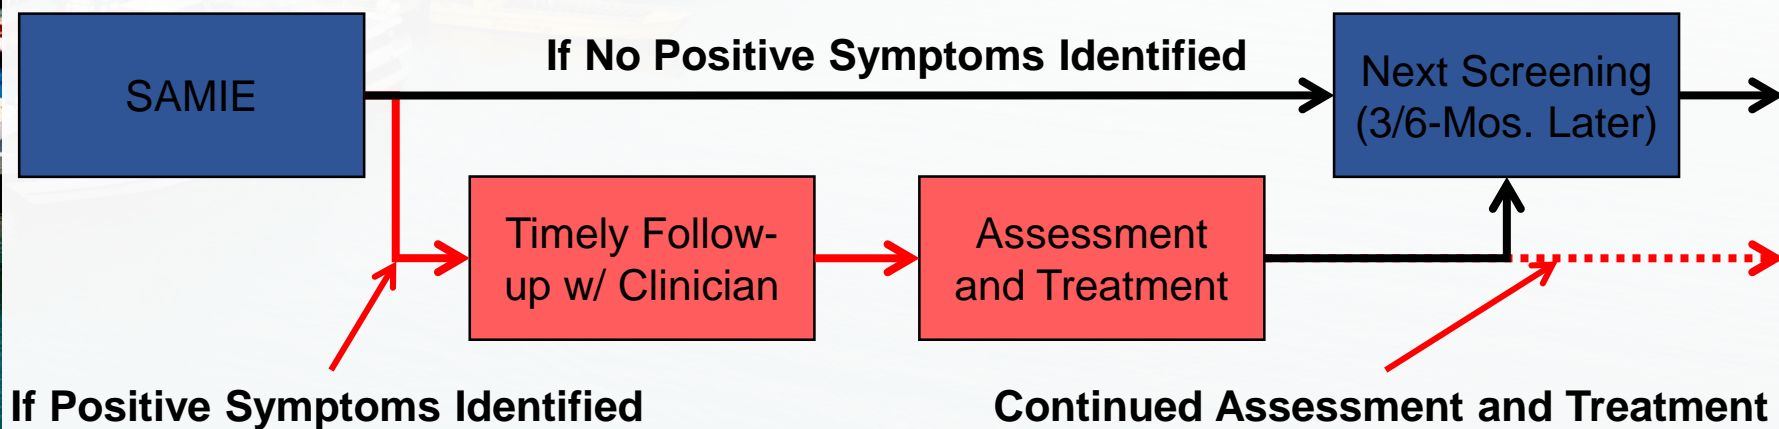 SAMIE
If No Positive Symptoms Identified
Next Screening
(3/6-Mos. Later)
Timely Follow-
up w/ Clinician
Assessment
and Treatment
If Positive Symptoms Identified
Continued Assessment and Treatment